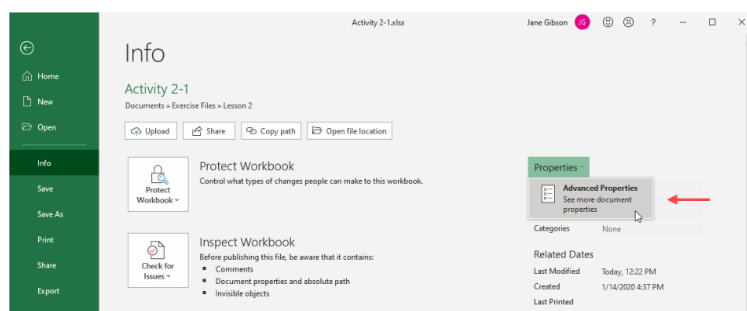 Activity 2-1.xlsx
Jane Gibson
JG
?
Info
Home
New
Open
Info
Save
Save As
Print
Share
Export
Activity 2-1
Documents » Exercise Files » Lesson 2
Upload
Share
Copy path
Open file location
Protect Workbook
Control what types of changes people can make to this workbook.
Protect
Workbook
Inspect Workbook
Before publishing this file, be aware that it contains:
Comments
Document properties and absolute path
Invisible objects
Check for
Issues
Properties
Advanced Properties
See more document
properties
Categories None
Related Dates
Last Modified Today, 12:22 PM
Created 1/14/2020 4:37 PM
Last Printed